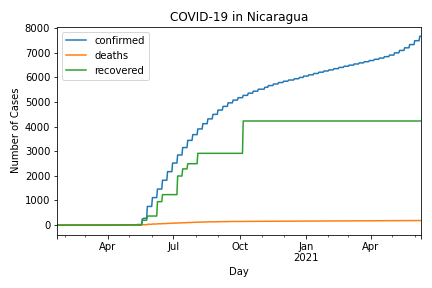 COVID-19 in Nicaragua
confirmed
deaths
recovered
Number of Cases
8000
7000
6000
5000
4000
3000
2000
1000
0
Apr
Jul
Oct
Jan
2021
Apr
Day